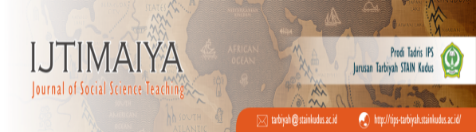 IJTIMAIYA
Journal of Social Science Teaching
Prodi Tadris IPS
Jurusan Tarbiyah STAIN Kudus
AFRICAN
OCEAN
tarbiyah@stainkudus.ac.id
http://ips-tarbiyah.stainkudus.ac.id/